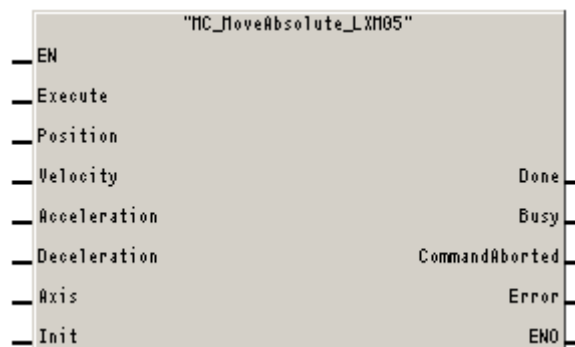 "MC_MoveAbsolute_LXM05"
EN
Execute
Position
Velocity Done
Acceleration Busy
Deceleration CommandAborted
Axis Error
Init ENO